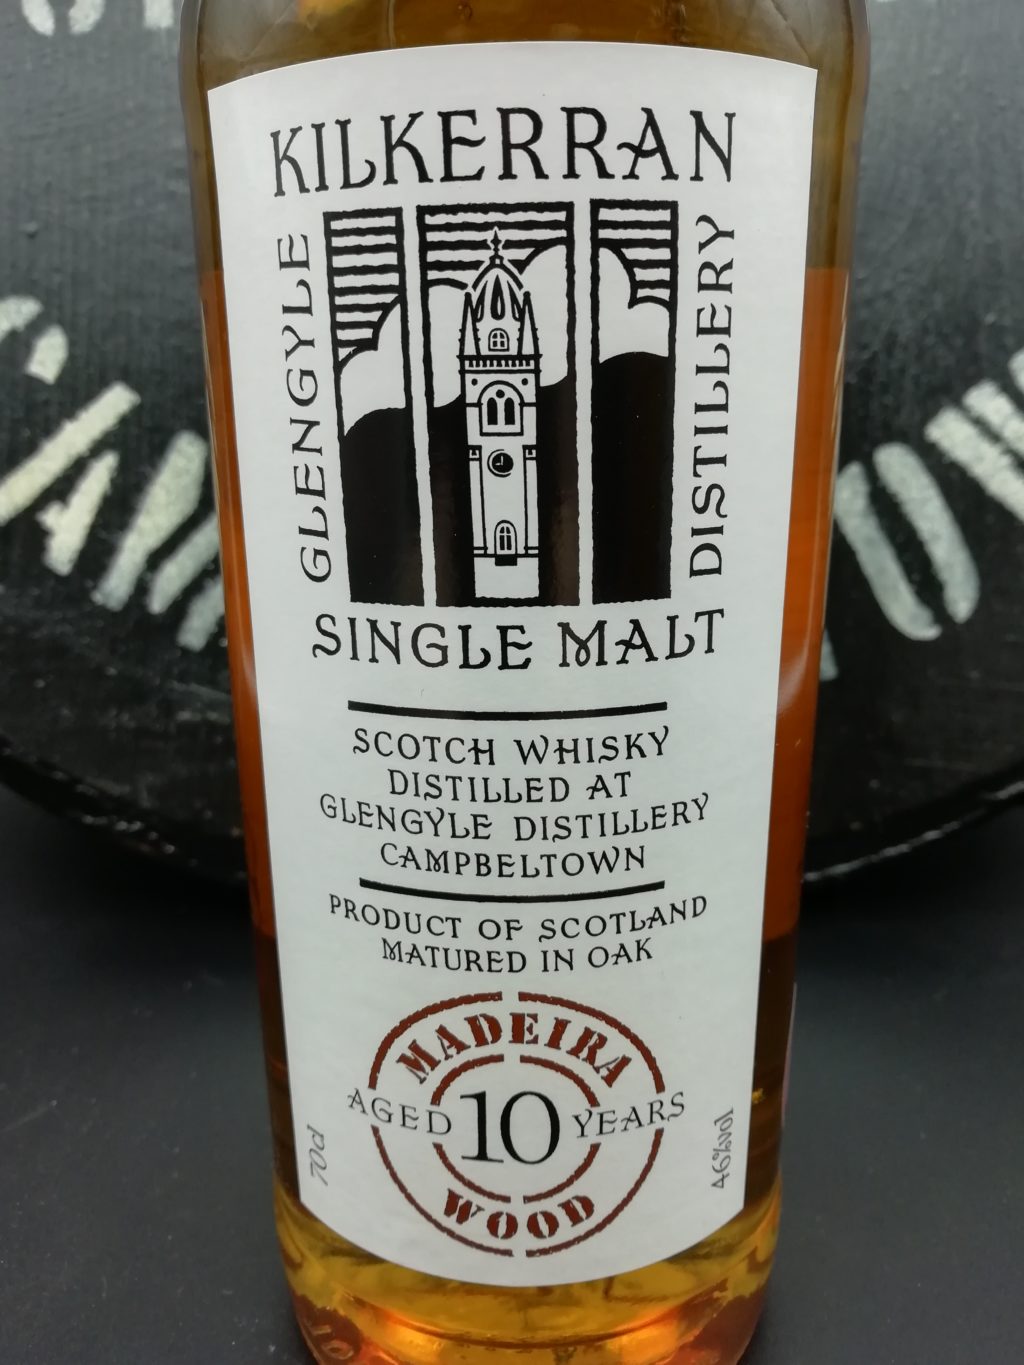 KILKERRAN
GLENGYLE
DISTILLERY
SINGLE MALT
SCOTCH WHISKY
DISTILLED AT
GLENGYLE DISTILLERY
CAMPBELTOWN
PRODUCT OF SCOTLAND
MATURED IN OAK
MADEIRA
AGED 10 YEARS
WOOD
70cl
46%vol